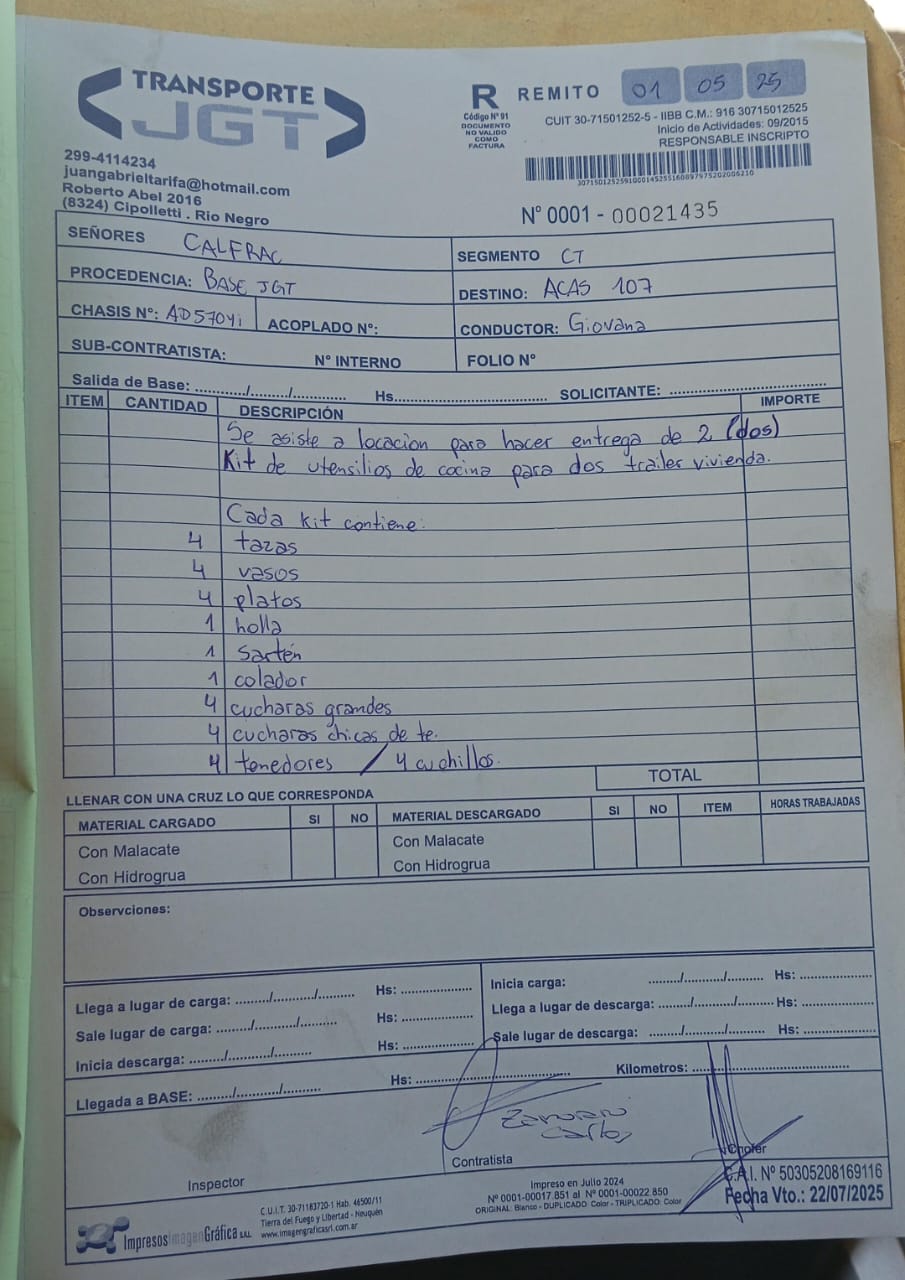 TRANSPORTE
JGT
299-4114234
juangabrieltarifa@hotmail.com
Roberto Abel 2016
(8324) Cipolletti . Rio Negro
R
Código Nº 91
DOCUMENTO
NO VALIDO
COMO
FACTURA
REMITO 01 05 25
CUIT 30-71501252-5 - IIBB C.M.: 916 30715012525
Inicio de Actividades: 09/2015
RESPONSABLE INSCRIPTO
Nº 0001 - 00021435
SEÑORES CALFRAC
SEGMENTO CT
PROCEDENCIA: BASE JGT
DESTINO: ACAS 107
CHASIS Nº: AD570Yi ACOPLADO Nº:
CONDUCTOR: Giovana
SUB-CONTRATISTA: Nº INTERNO
FOLIO Nº
Salida de Base: ........../........./............ Hs.................................... SOLICITANTE: .....................................
ITEM CANTIDAD DESCRIPCIÓN IMPORTE
Se asiste a locacion para hacer entrega de 2 (dos)
Kit de utensilios de cocina para dos trailer vivienda.
Cada Kit contiene:
4 tazas
4 vasos
4 platos
1 holla
1 Sartén
1 colador
4 cucharas grandes
4 cucharas chicas de te.
4 tenedores / 4 cuchillos.
TOTAL
LLENAR CON UNA CRUZ LO QUE CORRESPONDA
MATERIAL CARGADO SI NO MATERIAL DESCARGADO SI NO ITEM HORAS TRABAJADAS
Con Malacate Con Malacate
Con Hidrogrua Con Hidrogrua
Observciones:
Llega a lugar de carga: ........./.........../......... Hs: .................
Inicia carga: ......../........./......... Hs: .................
Sale lugar de carga: ........./.........../......... Hs: .................
Llega a lugar de descarga: ......../........./......... Hs: .................
Inicia descarga: ........./.........../......... Hs: .................
Sale lugar de descarga: ......../........./......... Hs: .................
Llegada a BASE: ........./.........../......... Hs: .....................................
Kilometros: .....................................
Carlos
Inspector
Contratista
Chofer
C.A.I. Nº 50305208169116
Fecha Vto.: 22/07/2025
ImpresosImagenGráfica S.R.L.
C.U.I.T. 30-71183720-1 Hab. 46500/11
Tierra del Fuego y Libertad - Neuquén
www.imagengraficasrl.com.ar
Impreso en Julio 2024
Nº 0001-00017.851 al Nº 0001-00022.850
ORIGINAL: Blanco - DUPLICADO: Color - TRIPLICADO: Color